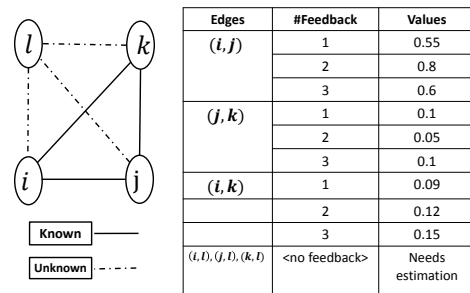 l
k
i
j
Known
Unknown
Edges #Feedback Values
(i, j) 1 0.55
2 0.8
3 0.6
(j, k) 1 0.1
2 0.05
3 0.1
(i, k) 1 0.09
2 0.12
3 0.15
(i, l), (j, l), (k, l) <no feedback> Needs
estimation